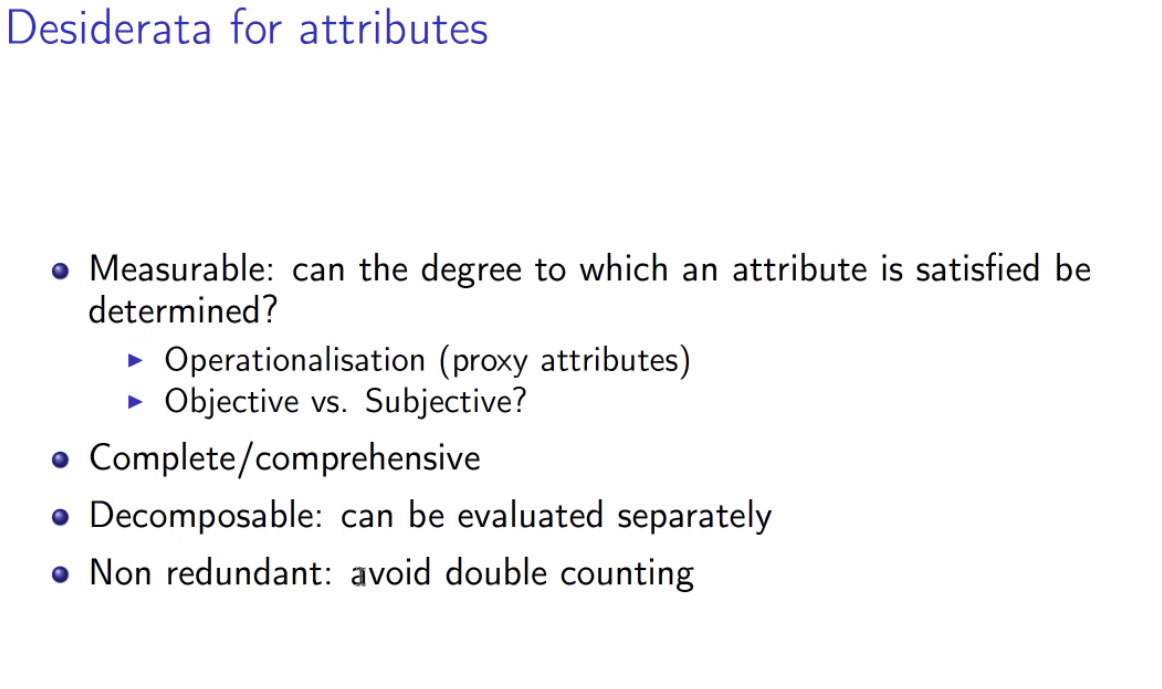 Desiderata for attributes
Measurable: can the degree to which an attribute is satisfied be
determined?
Operationalisation (proxy attributes)
Objective vs. Subjective?
Complete/comprehensive
Decomposable: can be evaluated separately
Non redundant: avoid double counting